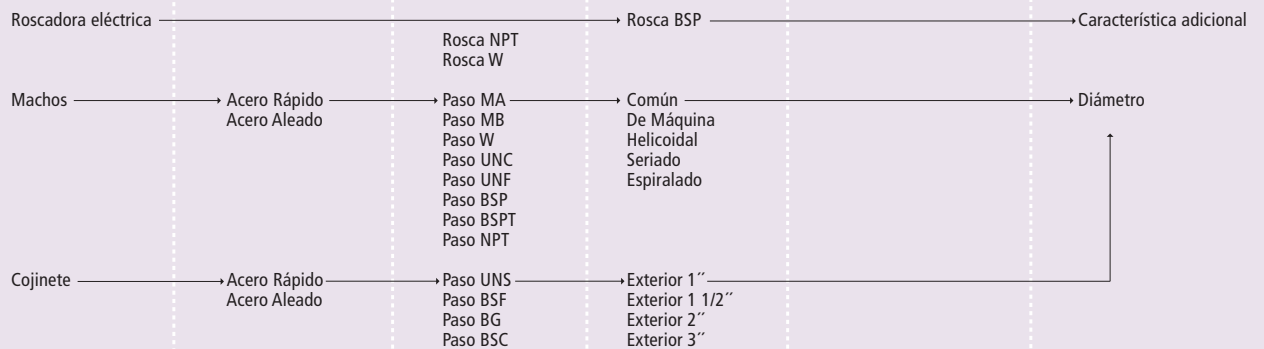 Roscadora eléctrica Rosca BSP Característica adicional
Rosca NPT
Rosca W
Machos Acero Rápido Paso MA Común Diámetro
Acero Aleado Paso MB De Máquina
Paso W Helicoidal
Paso UNC Seriado
Paso UNF Espiralado
Paso BSP
Paso BSPT
Paso NPT
Cojinete Acero Rápido Paso UNS Exterior 1´´
Acero Aleado Paso BSF Exterior 1 1/2´´
Paso BG Exterior 2´´
Paso BSC Exterior 3´´